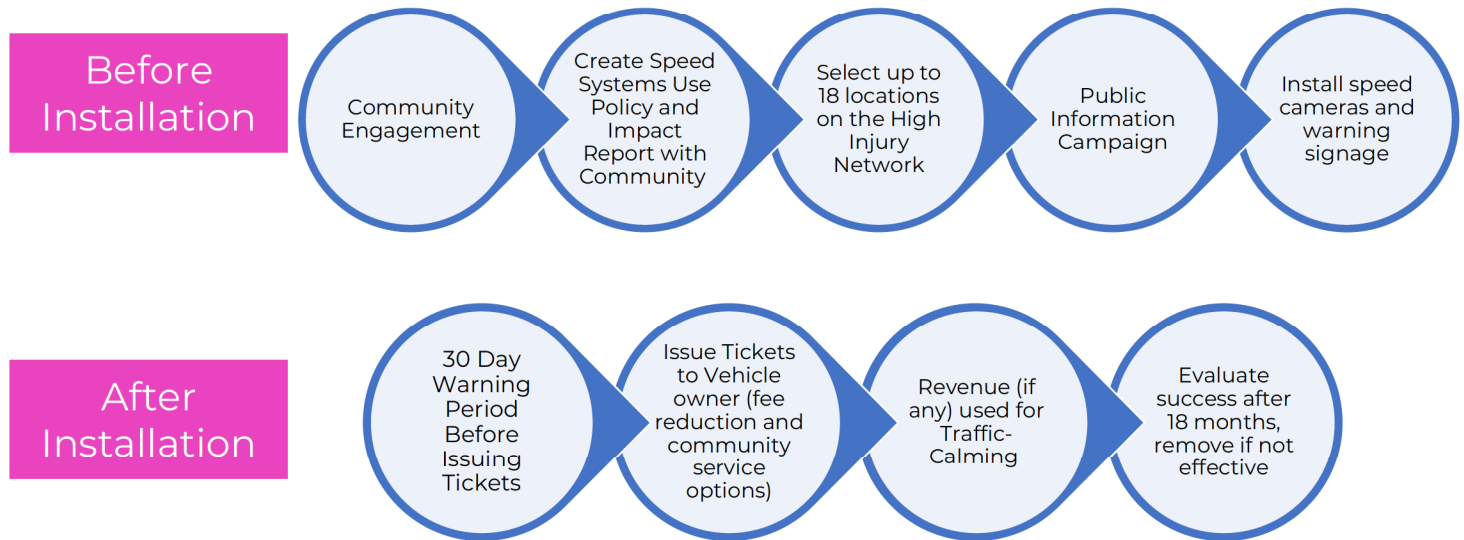 Before
Installation
Community
Engagement
Create Speed
Systems Use
Policy and
Impact
Report with
Community
Select up to
18 locations
on the High
Injury
Network
Public
Information
Campaign
Install speed
cameras and
warning
signage
After
Installation
30 Day
Warning
Period
Before
Issuing
Tickets
Issue Tickets
to Vehicle
owner (fee
reduction and
community
service
options)
Revenue (if
any) used for
Traffic-
Calming
Evaluate
success after
18 months,
remove if not
effective